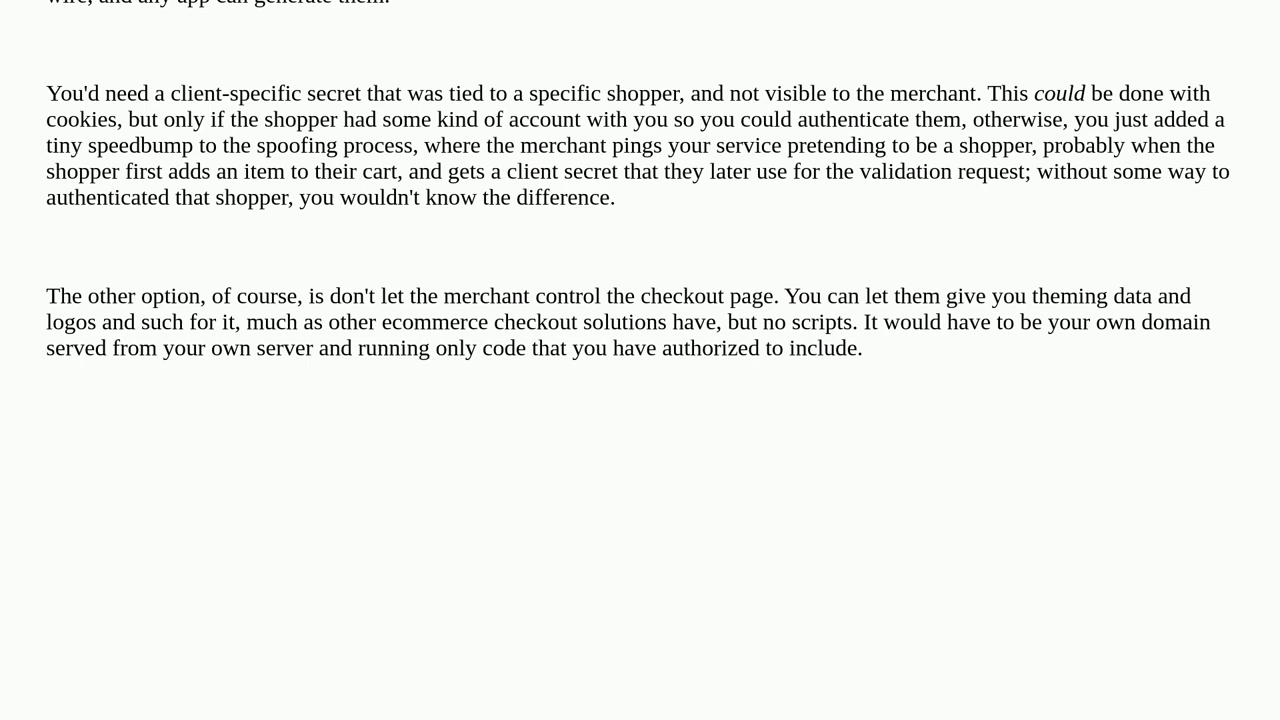 wire, and any app can generate them.
You'd need a client-specific secret that was tied to a specific shopper, and not visible to the merchant. This could be done with
cookies, but only if the shopper had some kind of account with you so you could authenticate them, otherwise, you just added a
tiny speedbump to the spoofing process, where the merchant pings your service pretending to be a shopper, probably when the
shopper first adds an item to their cart, and gets a client secret that they later use for the validation request; without some way to
authenticated that shopper, you wouldn't know the difference.
The other option, of course, is don't let the merchant control the checkout page. You can let them give you theming data and
logos and such for it, much as other ecommerce checkout solutions have, but no scripts. It would have to be your own domain
served from your own server and running only code that you have authorized to include.